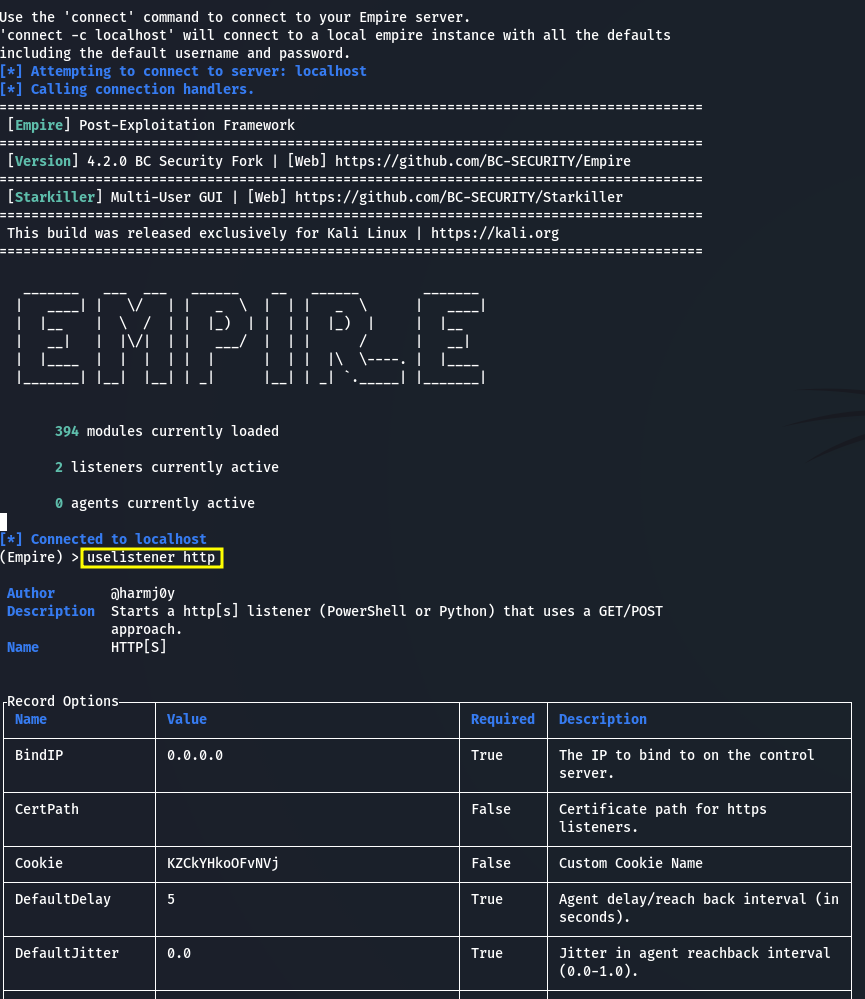 Use the 'connect' command to connect to your Empire server.
'connect -c localhost' will connect to a local empire instance with all the defaults
including the default username and password.
[*] Attempting to connect to server: localhost
[*] Calling connection handlers.
[Empire] Post-Exploitation Framework
[Version] 4.2.0 BC Security Fork | [Web] https://github.com/BC-SECURITY/Empire
[Starkiller] Multi-User GUI | [Web] https://github.com/BC-SECURITY/Starkiller
This build was released exclusively for Kali Linux | https://kali.org
EMPIRE
394 modules currently loaded
2 listeners currently active
0 agents currently active
[*] Connected to localhost
(Empire) > uselistener http
Author @harmj0y
Description Starts a http[s] listener (PowerShell or Python) that uses a GET/POST
approach.
Name HTTP[S]
Record Options
Name Value Required Description
BindIP 0.0.0.0 True The IP to bind to on the control
server.
CertPath False Certificate path for https
listeners.
Cookie KZCkYHkoOFvNVj False Custom Cookie Name
DefaultDelay 5 True Agent delay/reach back interval (in
seconds).
DefaultJitter 0.0 True Jitter in agent reachback interval
(0.0-1.0).